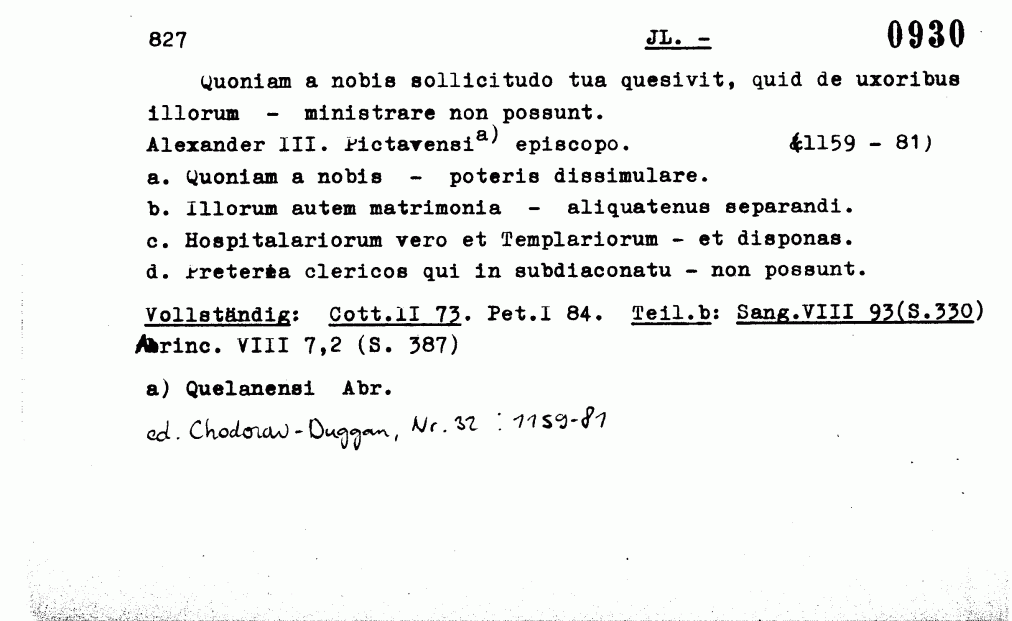 827 JL. - 0930
Quoniam a nobis sollicitudo tua quesivit, quid de uxoribus
illorum - ministrare non possunt.
Alexander III. Pictavensi a) episcopo. (1159 - 81)
a. Quoniam a nobis - poteris dissimulare.
b. Illorum autem matrimonia - aliquatenus separandi.
c. Hospitalariorum vero et Templariorum - et disponas.
d. Preterea clericos qui in subdiaconatu - non possunt.
Vollständig: Cott.II 73. Pet.I 84. Teil.b: Sang.VIII 93(S.330)
Abrinc. VIII 7,2 (S. 387)
a) Quelanensi Abr.
ed. Chodorow-Duggan, Nr. 32 : 1159-81